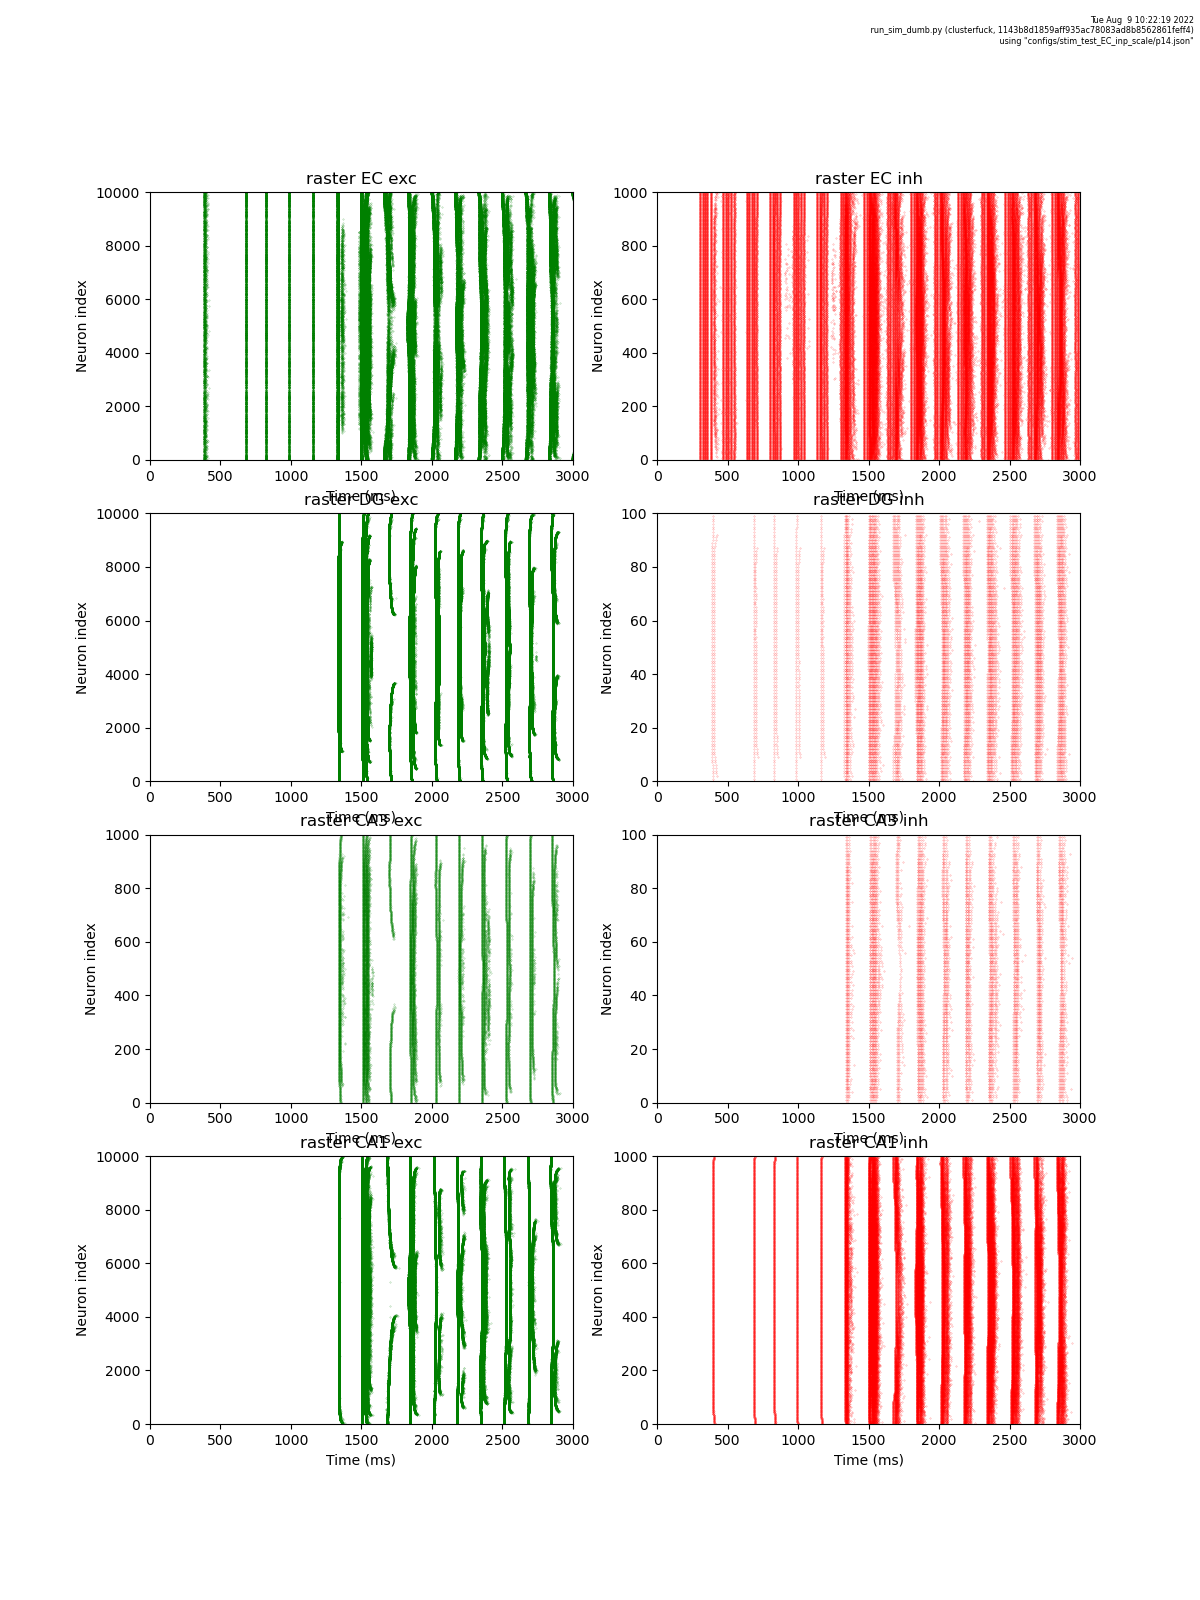 Tue Aug  9 10:22:19 2022
run_sim_dumb.py (clusterfuck, 1143b8d1859aff935ac78083ad8b8562861feff4)
using "configs/stim_test_EC_inp_scale/p14.json"
raster EC exc
10000
8000
6000
4000
2000
0
Neuron index
0 500 1000 1500 2000 2500 3000
Time (ms)
raster EC inh
1000
800
600
400
200
0
Neuron index
0 500 1000 1500 2000 2500 3000
Time (ms)
raster DG exc
10000
8000
6000
4000
2000
0
Neuron index
0 500 1000 1500 2000 2500 3000
Time (ms)
raster DG inh
100
80
60
40
20
0
Neuron index
0 500 1000 1500 2000 2500 3000
Time (ms)
raster CA3 exc
1000
800
600
400
200
0
Neuron index
0 500 1000 1500 2000 2500 3000
Time (ms)
raster CA3 inh
100
80
60
40
20
0
Neuron index
0 500 1000 1500 2000 2500 3000
Time (ms)
raster CA1 exc
10000
8000
6000
4000
2000
0
Neuron index
0 500 1000 1500 2000 2500 3000
Time (ms)
raster CA1 inh
1000
800
600
400
200
0
Neuron index
0 500 1000 1500 2000 2500 3000
Time (ms)